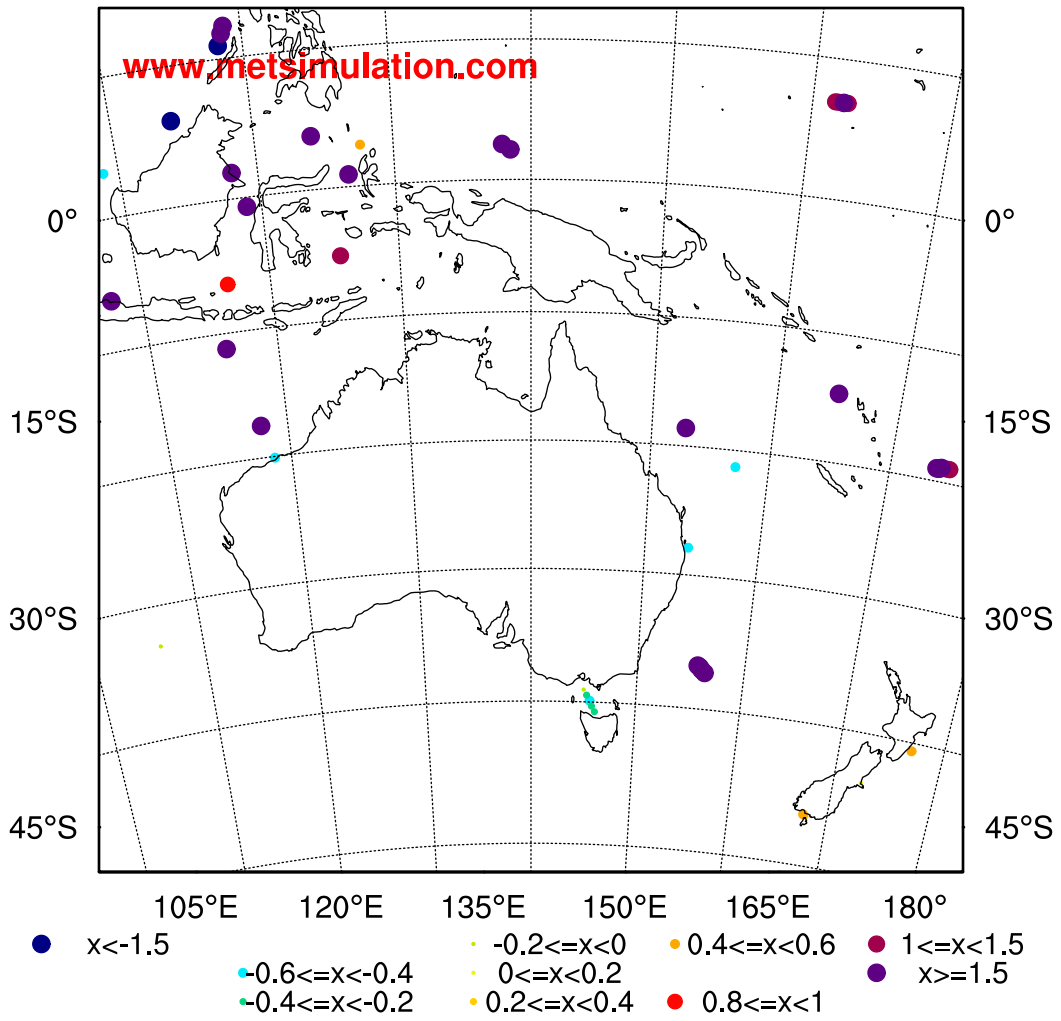 www.metsimulation.com
0° 0°
15°S 15°S
30°S 30°S
45°S 45°S
105°E 120°E 135°E 150°E 165°E 180°
x<-1.5 -0.2<=x<0 0.4<=x<0.6 1<=x<1.5
-0.6<=x<-0.4 0<=x<0.2 x>=1.5
-0.4<=x<-0.2 0.2<=x<0.4 0.8<=x<1